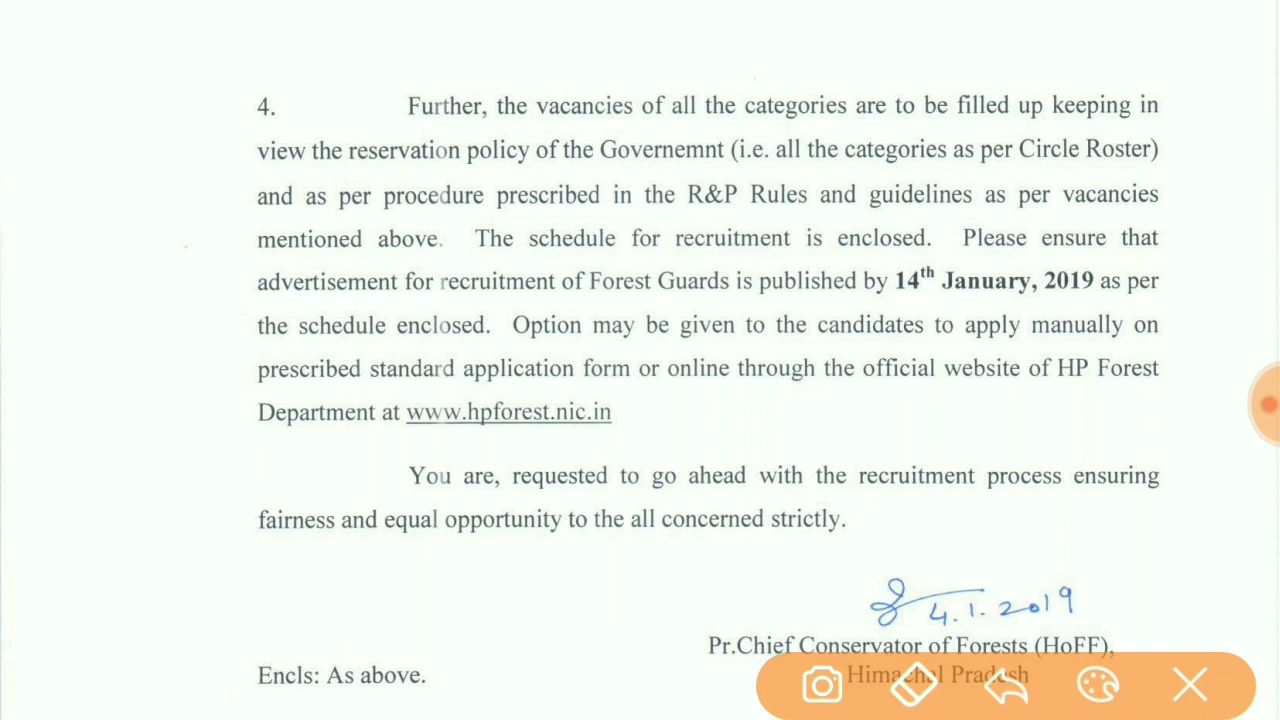 4. Further, the vacancies of all the categories are to be filled up keeping in
view the reservation policy of the Governemnt (i.e. all the categories as per Circle Roster)
and as per procedure prescribed in the R&P Rules and guidelines as per vacancies
mentioned above. The schedule for recruitment is enclosed. Please ensure that
advertisement for recruitment of Forest Guards is published by 14th January, 2019 as per
the schedule enclosed. Option may be given to the candidates to apply manually on
prescribed standard application form or online through the official website of HP Forest
Department at www.hpforest.nic.in
You are, requested to go ahead with the recruitment process ensuring
fairness and equal opportunity to the all concerned strictly.
4.1.2019
Pr.Chief Conservator of Forests (HoFF),
Himachal Pradesh
Encls: As above.